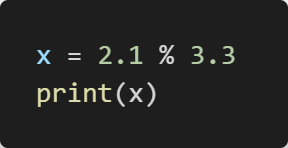 x = 2.1 % 3.3
print(x)